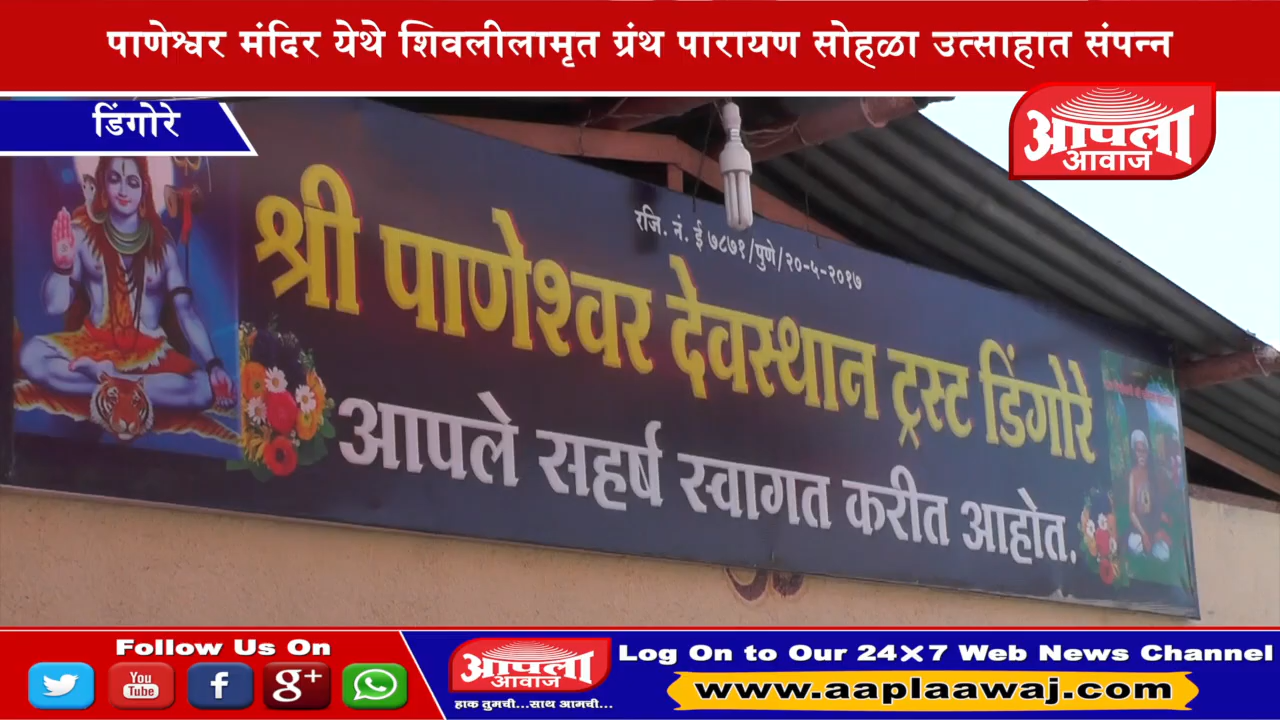 पाणेश्वर मंदिर येथे शिवलीलामृत ग्रंथ पारायण सोहळा उत्साहात संपन्न
डिंगोरे
आपला
आवाज
रजि. नं. ई ७८७१/पुणे/२०-५-२०१७
श्री पाणेश्वर देवस्थान ट्रस्ट डिंगोरे
आपले सहर्ष स्वागत करीत आहोत.
Follow Us On
You
Tube
f
g+
आपला
आवाज
हाक तुमची...साथ आमची...
Log On to Our 24×7 Web News Channel
www.aaplaawaj.com